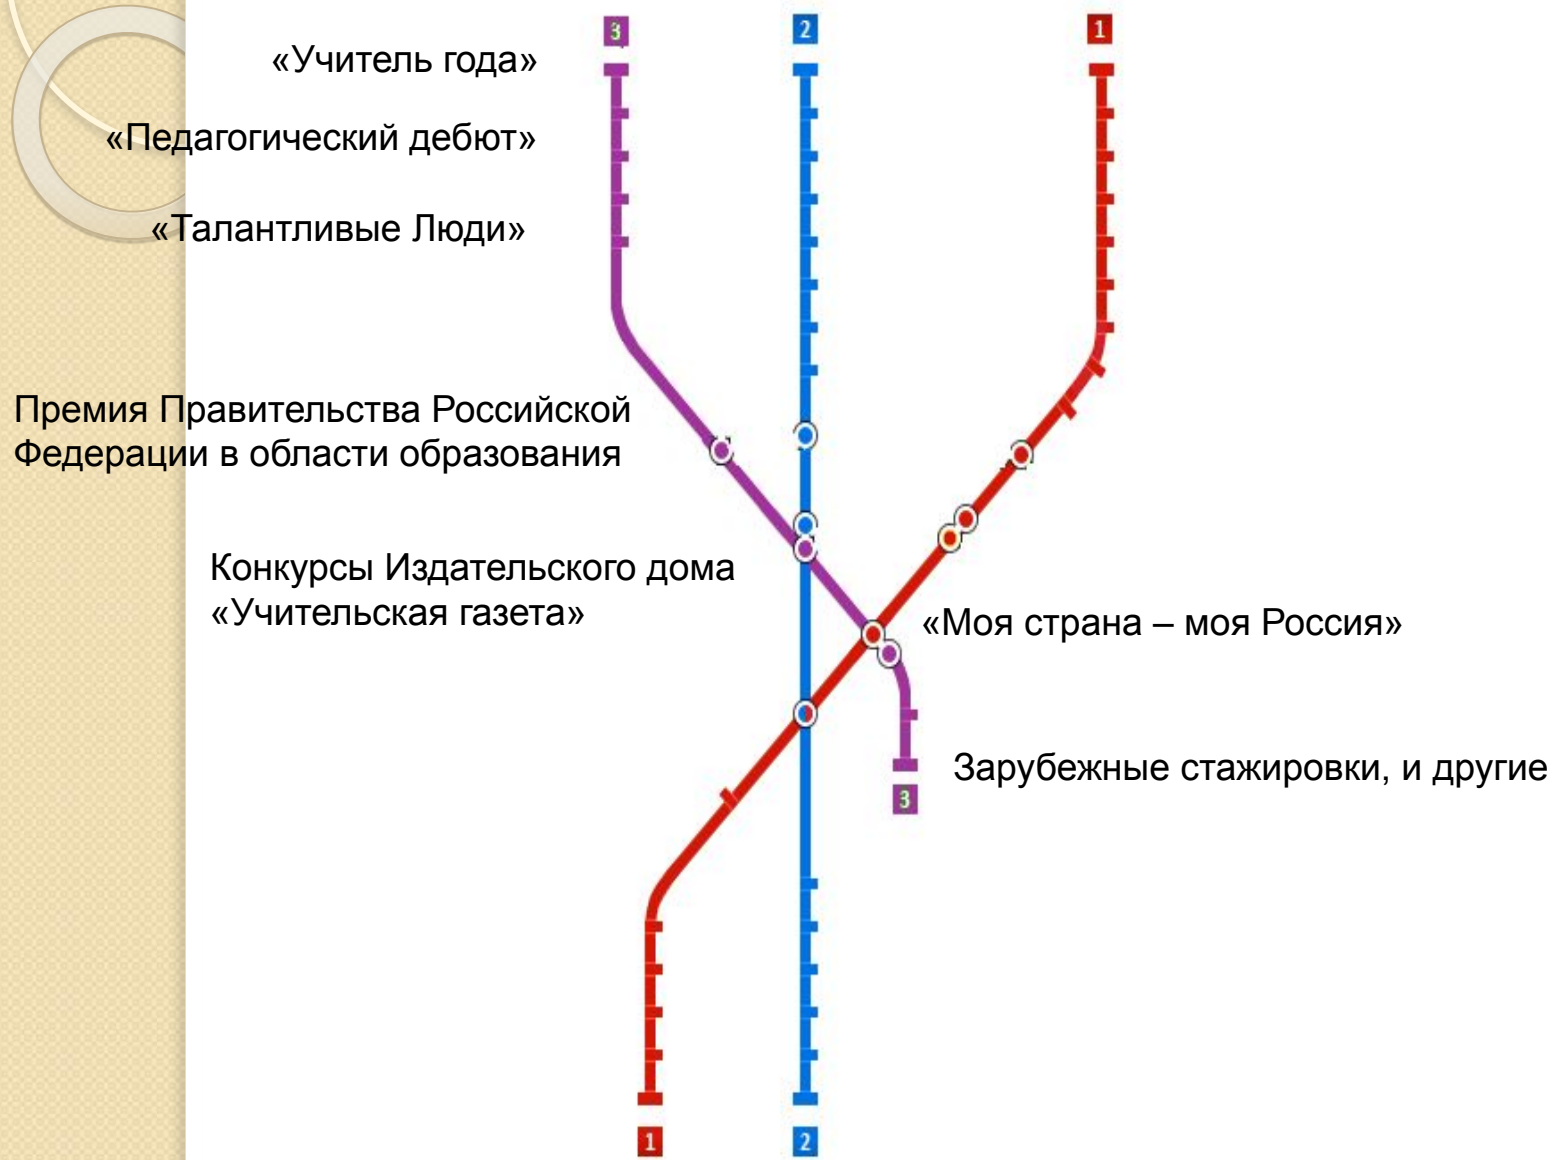 3
2
1
«Учитель года»
«Педагогический дебют»
«Талантливые Люди»
Премия Правительства Российской
Федерации в области образования
Конкурсы Издательского дома
«Учительская газета»
«Моя страна – моя Россия»
Зарубежные стажировки, и другие
3
1
2